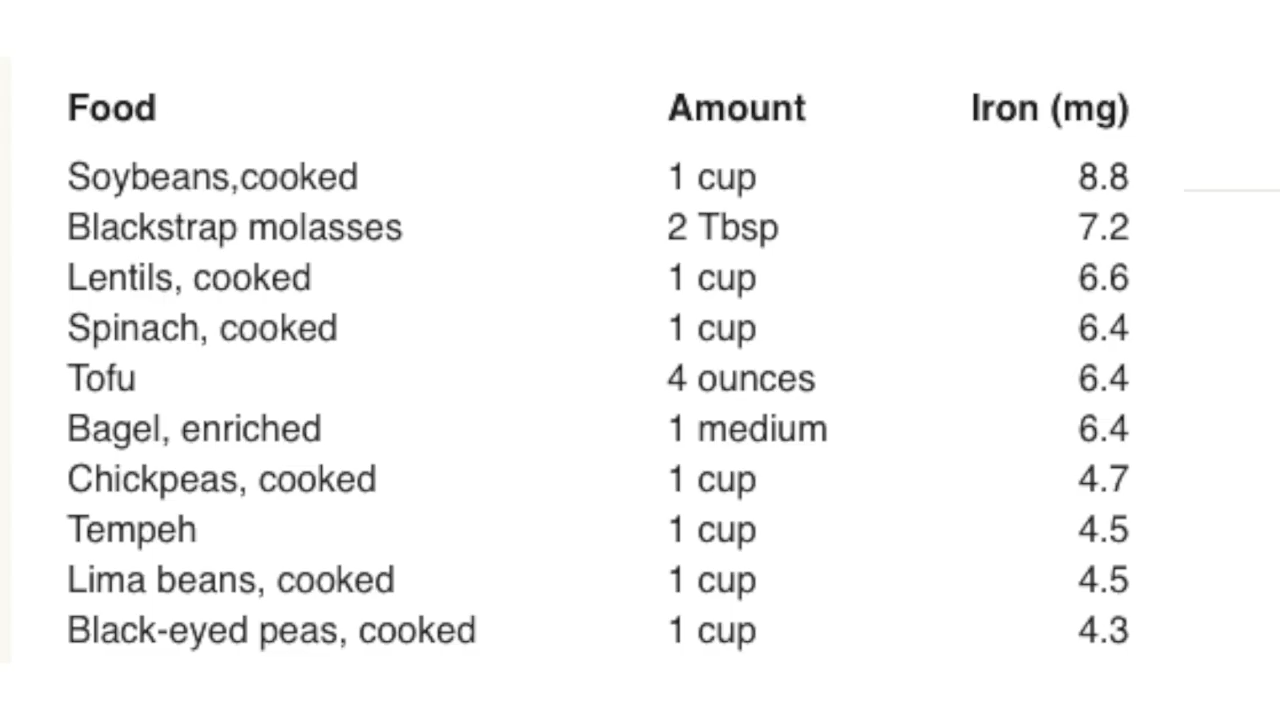 Food Amount Iron (mg)
Soybeans,cooked 1 cup 8.8
Blackstrap molasses 2 Tbsp 7.2
Lentils, cooked 1 cup 6.6
Spinach, cooked 1 cup 6.4
Tofu 4 ounces 6.4
Bagel, enriched 1 medium 6.4
Chickpeas, cooked 1 cup 4.7
Tempeh 1 cup 4.5
Lima beans, cooked 1 cup 4.5
Black-eyed peas, cooked 1 cup 4.3